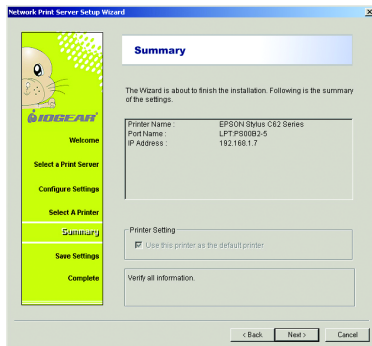 Network Print Server Setup Wizard
x
Summary
The Wizard is about to finish the installation. Following is the summary
of the settings.
IOGEAR
Welcome
Select a Print Server
Configure Settings
Select A Printer
Summary
Save Settings
Complete
Printer Name : EPSON Stylus C62 Series
Port Name : LPT:PS00B2-5
IP Address : 192.168.1.7
Printer Setting
Use this printer as the default printer
Verify all information.
< Back
Next >
Cancel